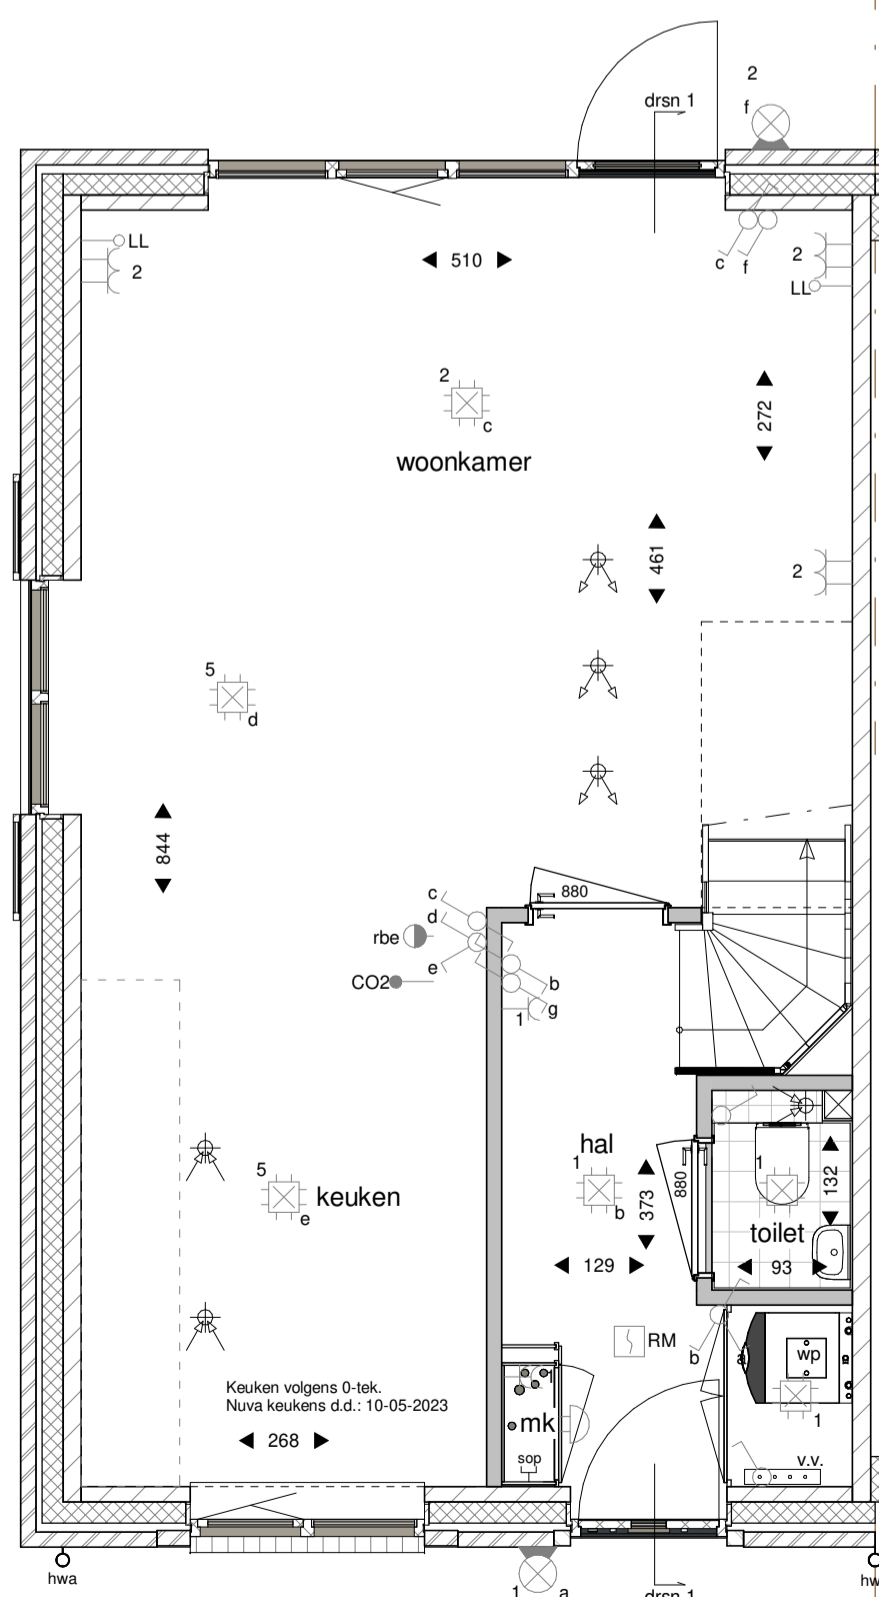 2
drsn 1
f
LL
2
510
c
f
2
LL
2
c
272
woonkamer
461
2
5
d
844
880
c
d
rbe
e
CO2
b
1
g
hal
1
5
keuken
e
b
373
880
1
132
toilet
129
93
RM
b
a
wp
1
Keuken volgens 0-tek.
Nuva keukens d.d.: 10-05-2023
268
1
mk
sop
v.v.
hwa
1
a
drsn 1
hw